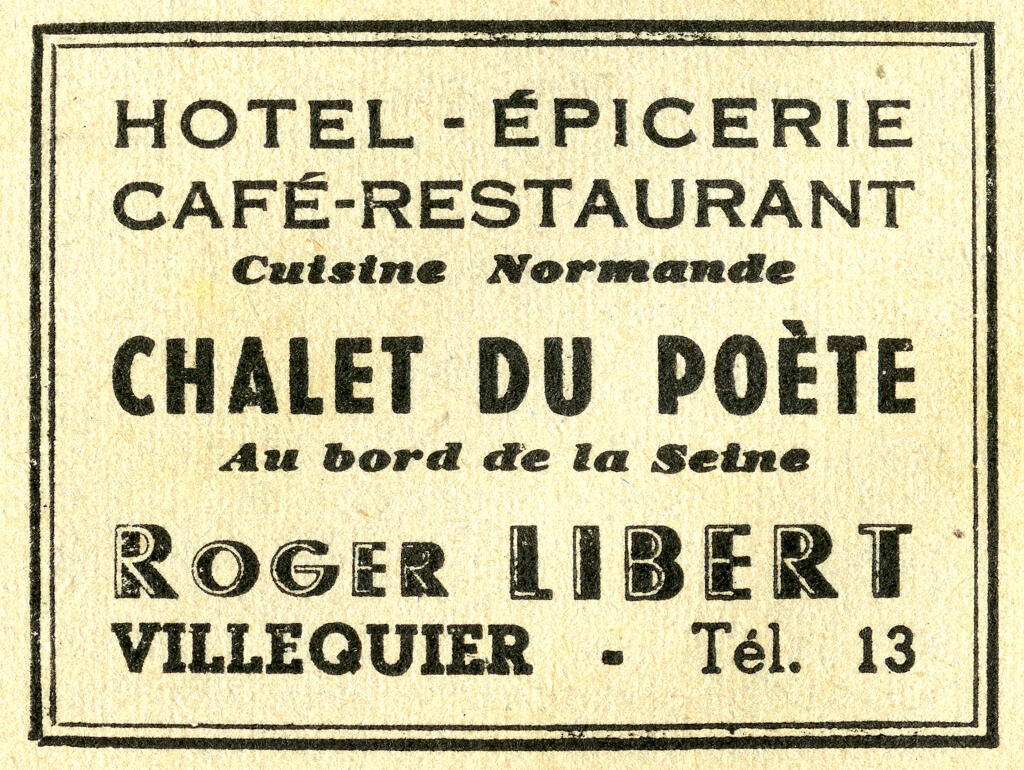 HOTEL - ÉPICERIE
CAFÉ-RESTAURANT
Cuisine Normande
CHALET DU POÈTE
Au bord de la Seine
ROGER LIBERT
VILLEQUIER - Tél. 13